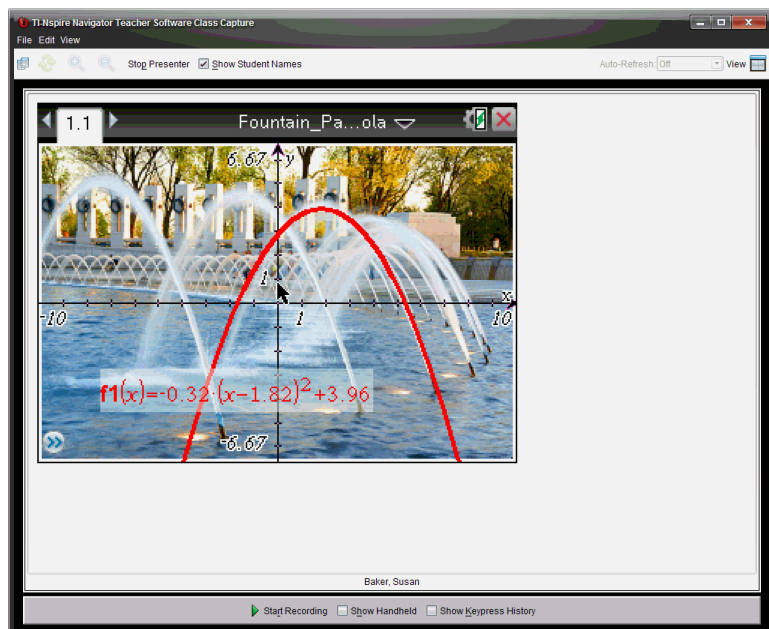 TI-Nspire Navigator Teacher Software Class Capture
File Edit View
Stop Presenter Show Student Names Auto-Refresh: Off View
1.1 Fountain_Pa...ola
6.67 y
1
x
-10 1 10
f1(x)=-0.32·(x-1.82)²+3.96
-6.67
Baker, Susan
Start Recording Show Handheld Show Keypress History